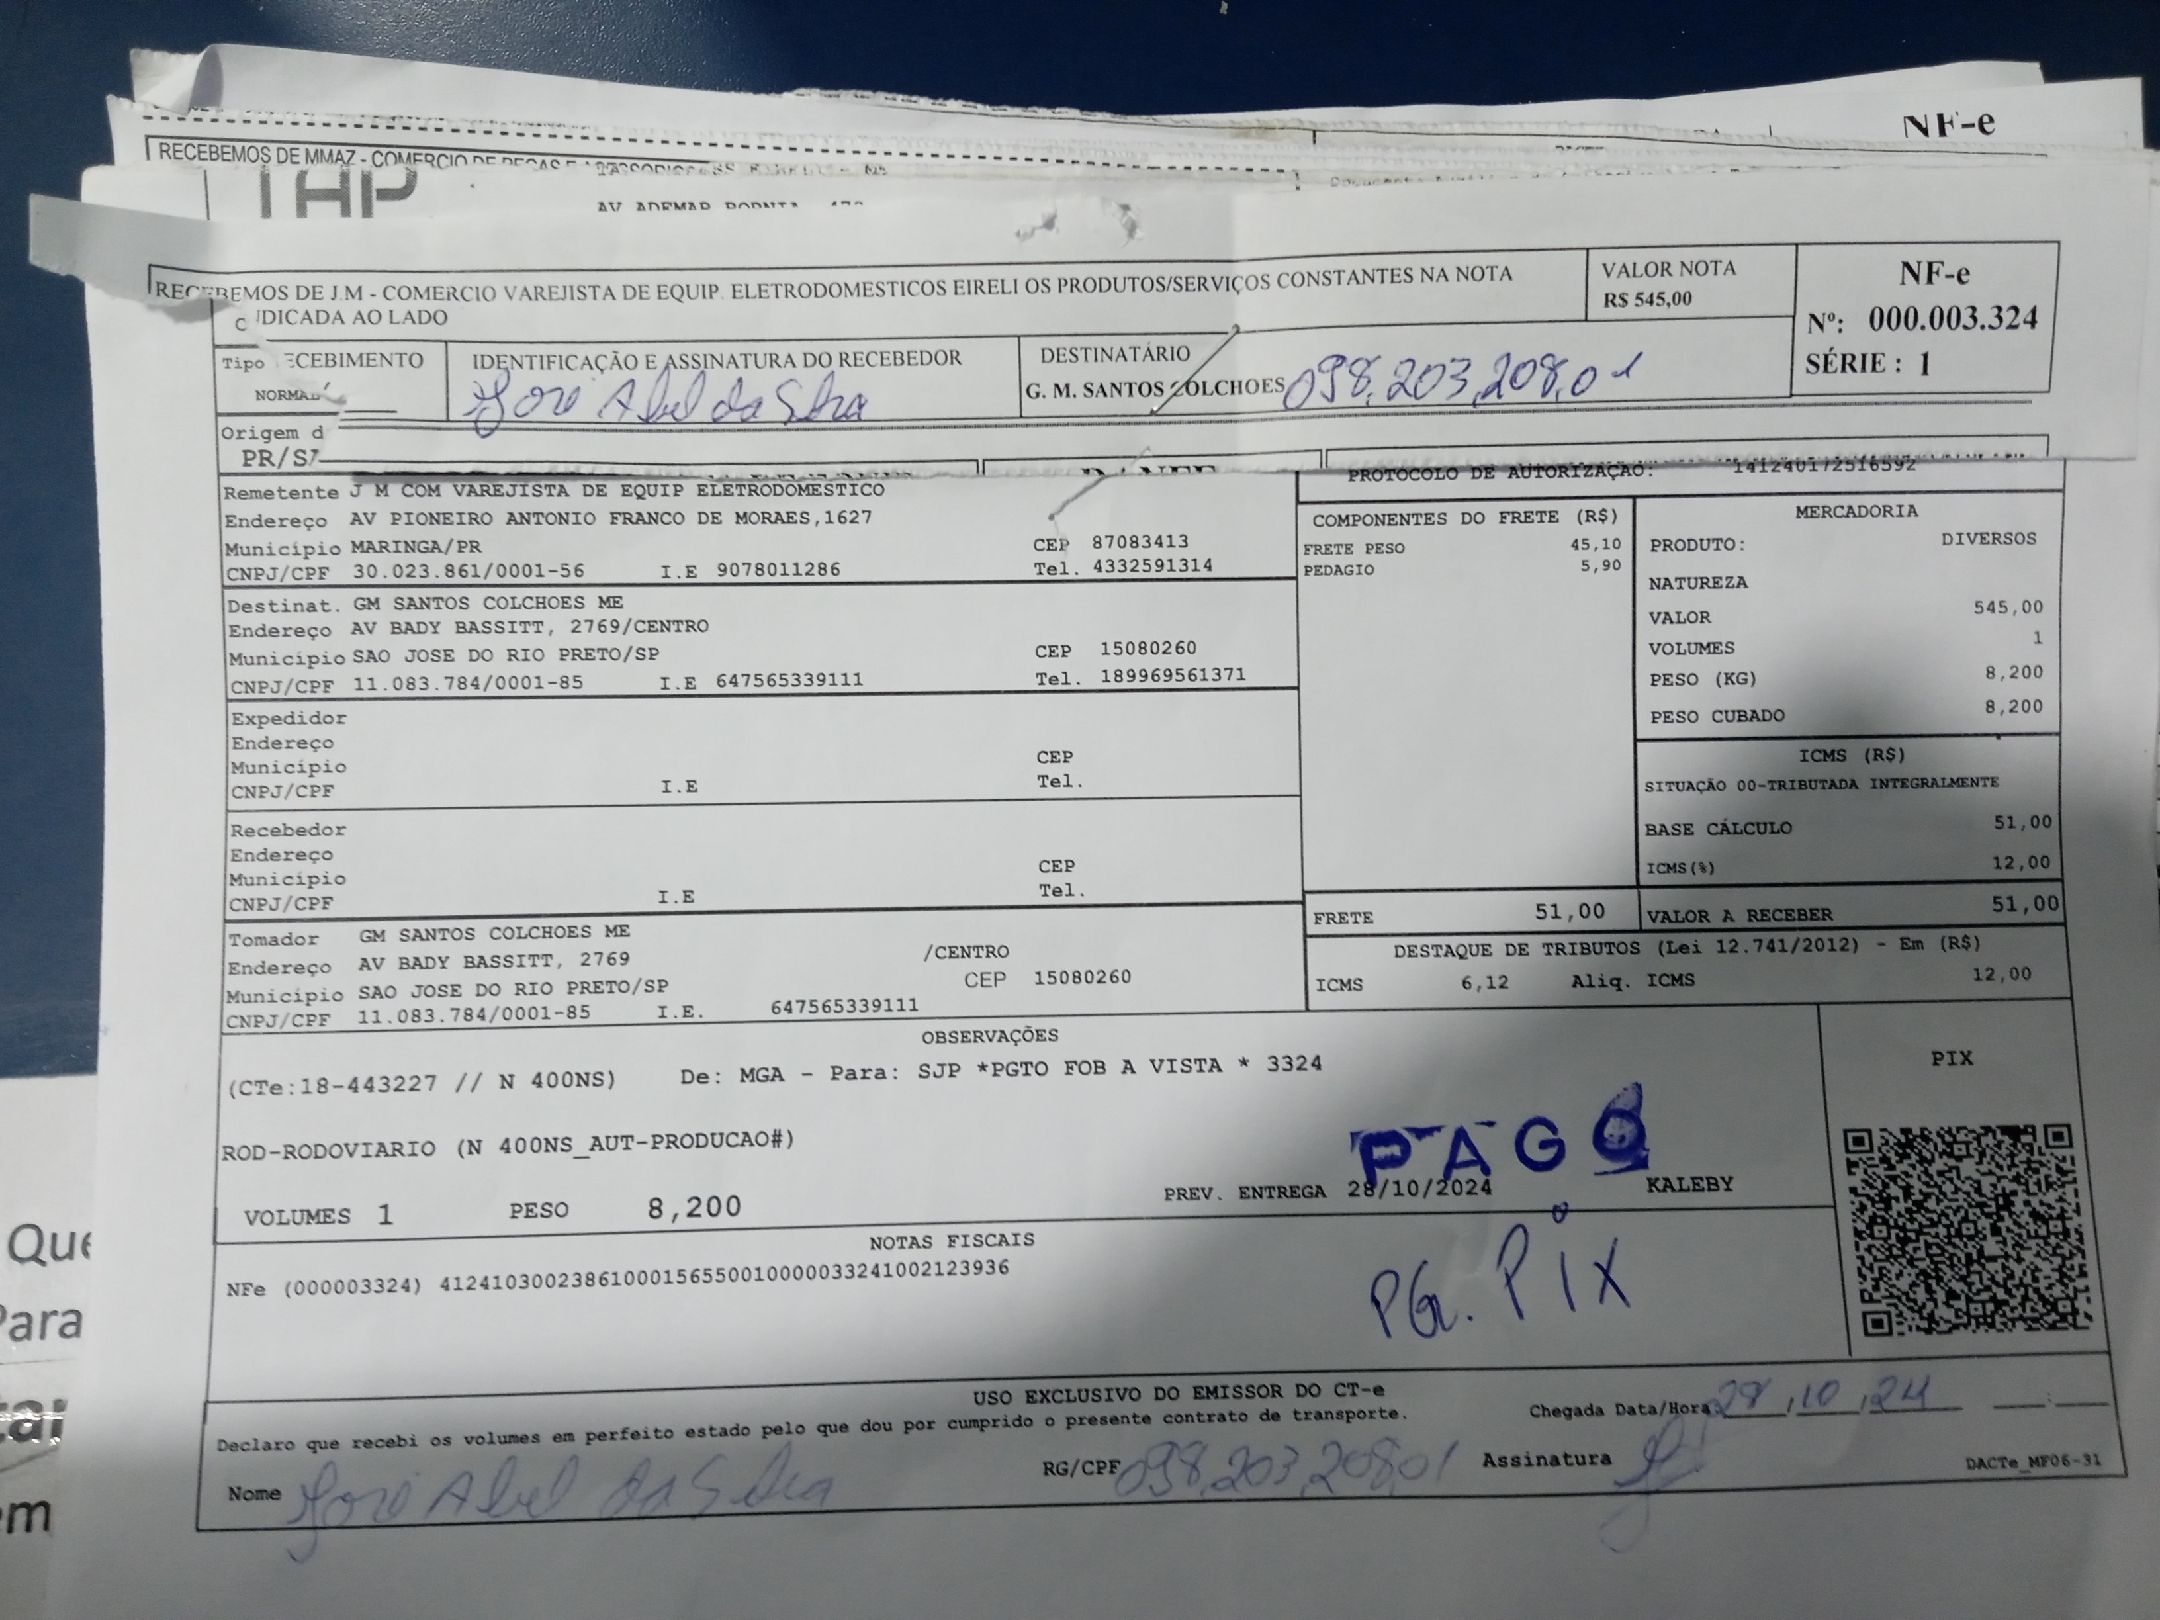 NF-e
RECEBEMOS DE MMAZ - COMERCIO DE PECAS E
AV ADEMAR
RECEBEMOS DE J.M - COMERCIO VAREJISTA DE EQUIP. ELETRODOMESTICOS EIRELI OS PRODUTOS/SERVIÇOS CONSTANTES NA NOTA
INDICADA AO LADO
VALOR NOTA
R$ 545,00
NF-e
Nº: 000.003.324
SÉRIE : 1
Tipo
RECEBIMENTO
NORMAL
IDENTIFICAÇÃO E ASSINATURA DO RECEBEDOR
José Abel da Silva
DESTINATÁRIO
G. M. SANTOS COLCHOES
098.203.208.01
Origem d
PR/S
PROTOCOLO DE AUTORIZAÇÃO: 141240172516592
Remetente J M COM VAREJISTA DE EQUIP ELETRODOMESTICO
Endereço AV PIONEIRO ANTONIO FRANCO DE MORAES,1627
Município MARINGA/PR CEP 87083413
CNPJ/CPF 30.023.861/0001-56 I.E 9078011286 Tel. 4332591314
Destinat. GM SANTOS COLCHOES ME
Endereço AV BADY BASSITT, 2769/CENTRO
Município SAO JOSE DO RIO PRETO/SP CEP 15080260
CNPJ/CPF 11.083.784/0001-85 I.E 647565339111 Tel. 189969561371
Expedidor
Endereço
Município CEP
CNPJ/CPF I.E Tel.
Recebedor
Endereço
Município CEP
CNPJ/CPF I.E Tel.
Tomador GM SANTOS COLCHOES ME
Endereço AV BADY BASSITT, 2769 /CENTRO
Município SAO JOSE DO RIO PRETO/SP CEP 15080260
CNPJ/CPF 11.083.784/0001-85 I.E. 647565339111
COMPONENTES DO FRETE (R$)
FRETE PESO 45,10
PEDAGIO 5,90
MERCADORIA
PRODUTO: DIVERSOS
NATUREZA
VALOR 545,00
VOLUMES 1
PESO (KG) 8,200
PESO CUBADO 8,200
ICMS (R$)
SITUAÇÃO 00-TRIBUTADA INTEGRALMENTE
BASE CÁLCULO 51,00
ICMS(%) 12,00
FRETE 51,00
VALOR A RECEBER 51,00
DESTAQUE DE TRIBUTOS (Lei 12.741/2012) - Em (R$)
ICMS 6,12 Aliq. ICMS 12,00
OBSERVAÇÕES
(CTe:18-443227 // N 400NS) De: MGA - Para: SJP *PGTO FOB A VISTA * 3324
ROD-RODOVIARIO (N 400NS_AUT-PRODUCAO#)
PAGO
VOLUMES 1 PESO 8,200 PREV. ENTREGA 28/10/2024 KALEBY
PIX
NOTAS FISCAIS
NFe (000003324) 41241030023861000156550010000033241002123936
PG. PIX
USO EXCLUSIVO DO EMISSOR DO CT-e
Declaro que recebi os volumes em perfeito estado pelo que dou por cumprido o presente contrato de transporte.
Chegada Data/Hora 28,10,24 :
Nome José Abel da Silva RG/CPF 098.203.208.01 Assinatura
DACTe_MF06-31
Que
Para
em